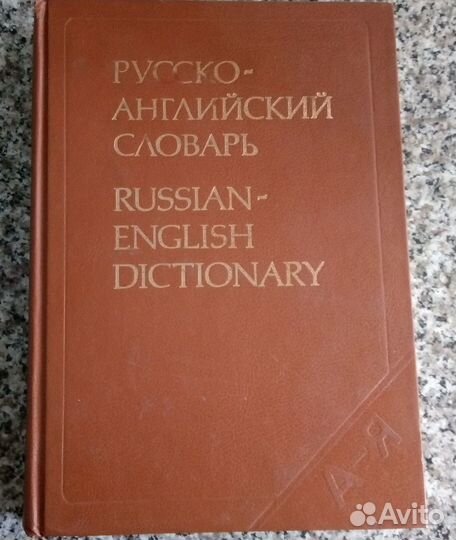 РУССКО-
АНГЛИЙСКИЙ
СЛОВАРЬ
RUSSIAN-
ENGLISH
DICTIONARY
А-Я
Avito